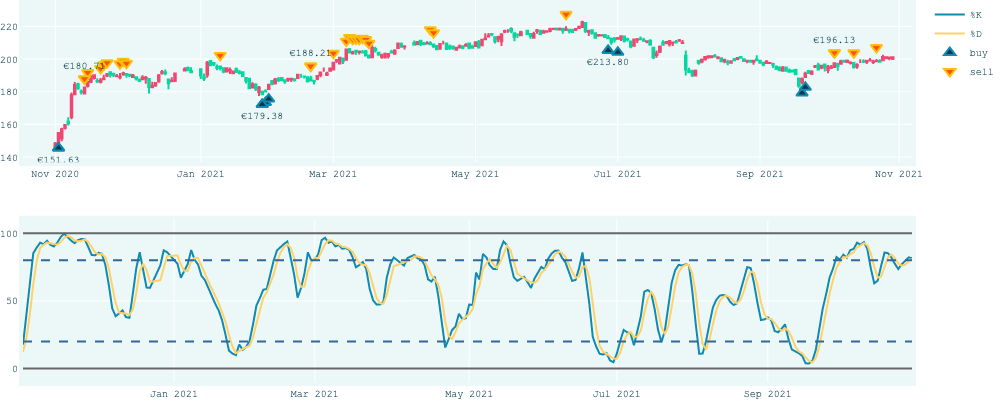 220
200
180
160
140
€180.73
€188.21
€196.13
€213.80
€179.38
€151.63
Nov 2020
Jan 2021
Mar 2021
May 2021
Jul 2021
Sep 2021
Nov 2021
%K
%D
buy
sell
100
50
0
Jan 2021
Mar 2021
May 2021
Jul 2021
Sep 2021